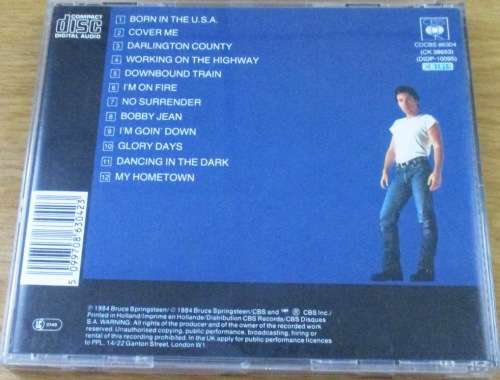 COMPACT
disc
DIGITAL AUDIO
CBS
CDCBS 86304
(CK 38653)
(DIDP-10095)
1 BORN IN THE U.S.A.
2 COVER ME
3 DARLINGTON COUNTY
4 WORKING ON THE HIGHWAY
5 DOWNBOUND TRAIN
6 I'M ON FIRE
7 NO SURRENDER
8 BOBBY JEAN
9 I'M GOIN' DOWN
10 GLORY DAYS
11 DANCING IN THE DARK
12 MY HOMETOWN
5 099708 630423
℗ 1984 Bruce Springsteen/ © 1984 Bruce Springsteen/CBS and ® CBS Inc./
Printed in Holland/Imprimé en Hollande/Distribution CBS Records/CBS Disques
S.A. WARNING: All rights of the producer and of the owner of the recorded work
reserved. Unauthorised copying, public performance, broadcasting, hiring or
rental of this recording prohibited. In the UK apply for public performance licences
to PPL, 14-22 Ganton Street, London W1.